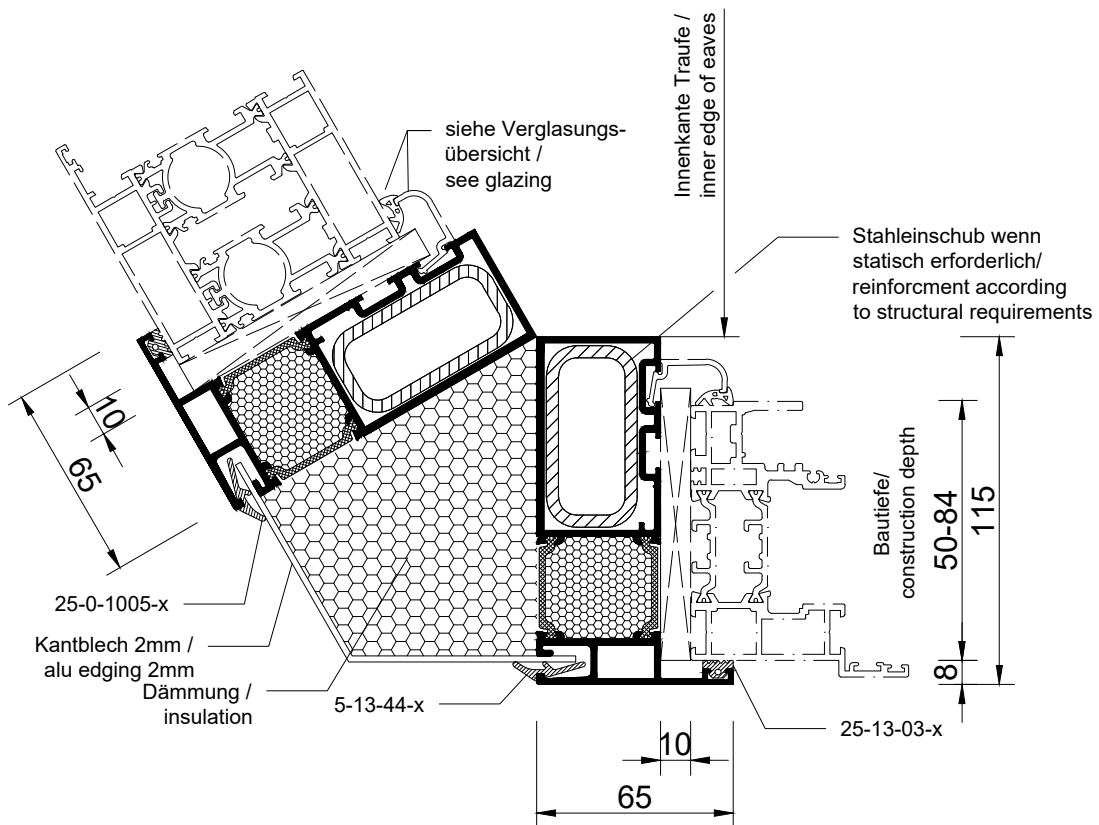 siehe Verglasungs-
übersicht /
see glazing
Innenkante Traufe /
inner edge of eaves
Stahleinschub wenn
statisch erforderlich/
reinforcment according
to structural requirements
10
65
25-0-1005-x
Kantblech 2mm /
alu edging 2mm
Dämmung /
insulation
5-13-44-x
Bautiefe/
construction depth
50-84
115
8
25-13-03-x
10
65